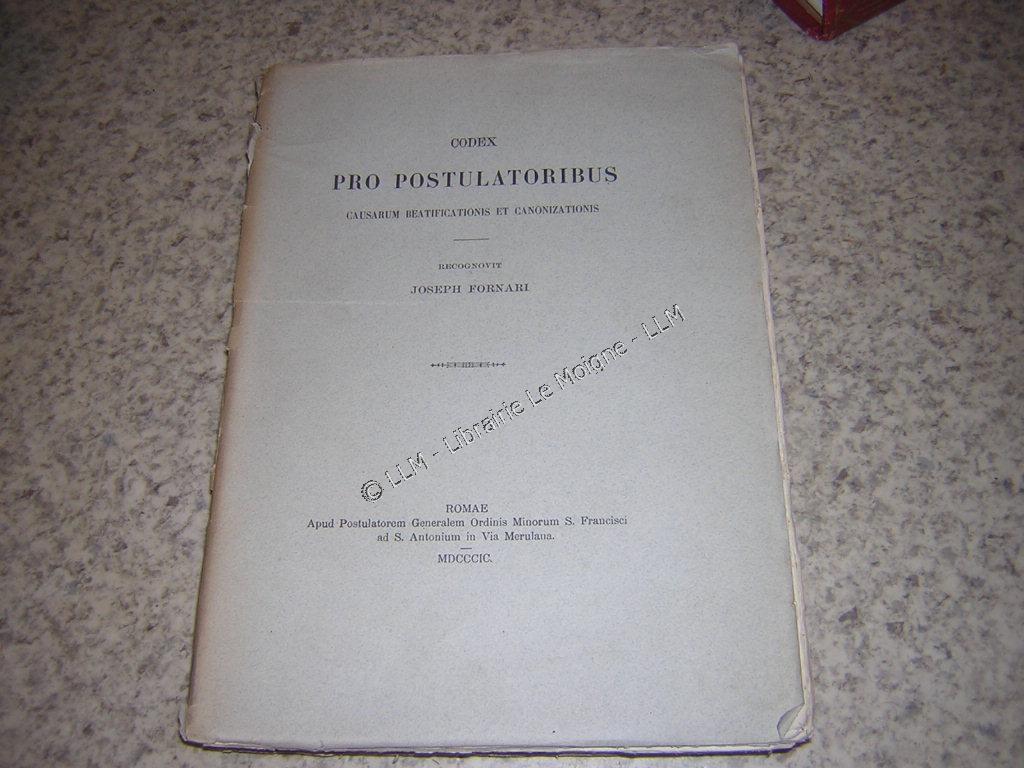 CODEX
PRO POSTULATORIBUS
CAUSARUM BEATIFICATIONIS ET CANONIZATIONIS
RECOGNOVIT
JOSEPH FORNARI
© LLM - Librairie Le Moigne - LLM
ROMAE
Apud Postulatorem Generalem Ordinis Minorum S. Francisci
ad S. Antonium in Via Merulana.
MDCCCIC.